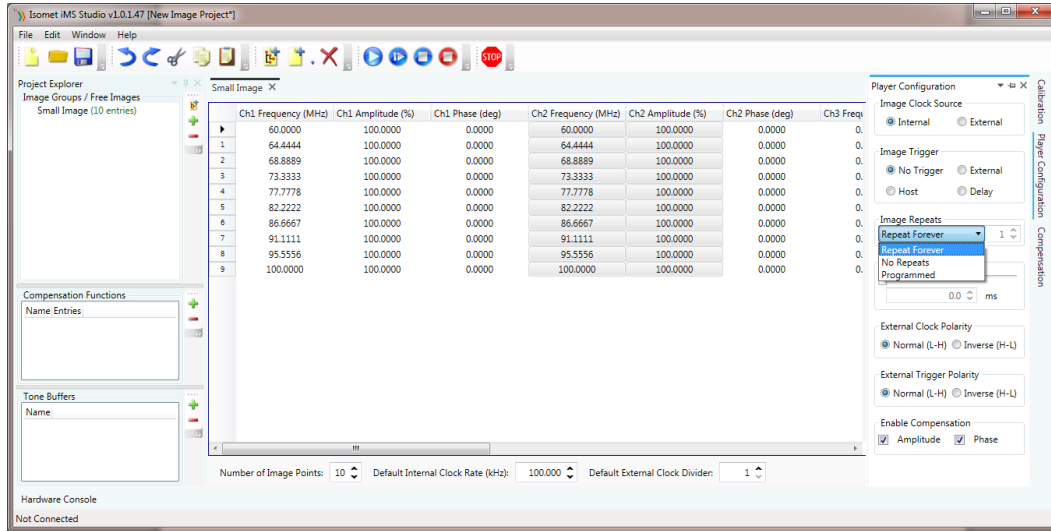 Isomet iMS Studio v1.0.1.47 [New Image Project*]
File Edit Window Help
STOP
Project Explorer
Image Groups / Free Images
Small Image (10 entries)
Compensation Functions
Name Entries
Tone Buffers
Name
Small Image
Ch1 Frequency (MHz) Ch1 Amplitude (%) Ch1 Phase (deg) Ch2 Frequency (MHz) Ch2 Amplitude (%) Ch2 Phase (deg) Ch3 Frequ
60.0000 100.0000 0.0000 60.0000 100.0000 0.0000 0.
1 64.4444 100.0000 0.0000 64.4444 100.0000 0.0000 0.
2 68.8889 100.0000 0.0000 68.8889 100.0000 0.0000 0.
3 73.3333 100.0000 0.0000 73.3333 100.0000 0.0000 0.
4 77.7778 100.0000 0.0000 77.7778 100.0000 0.0000 0.
5 82.2222 100.0000 0.0000 82.2222 100.0000 0.0000 0.
6 86.6667 100.0000 0.0000 86.6667 100.0000 0.0000 0.
7 91.1111 100.0000 0.0000 91.1111 100.0000 0.0000 0.
8 95.5556 100.0000 0.0000 95.5556 100.0000 0.0000 0.
9 100.0000 100.0000 0.0000 100.0000 100.0000 0.0000 0.
Number of Image Points: 10 Default Internal Clock Rate (kHz): 100.000 Default External Clock Divider: 1
Player Configuration
Image Clock Source
Internal External
Image Trigger
No Trigger External
Host Delay
Image Repeats
Repeat Forever 1
Repeat Forever
No Repeats
Programmed
0.0 ms
External Clock Polarity
Normal (L-H) Inverse (H-L)
External Trigger Polarity
Normal (L-H) Inverse (H-L)
Enable Compensation
Amplitude Phase
Calibration
Player Configuration
Compensation
Hardware Console
Not Connected